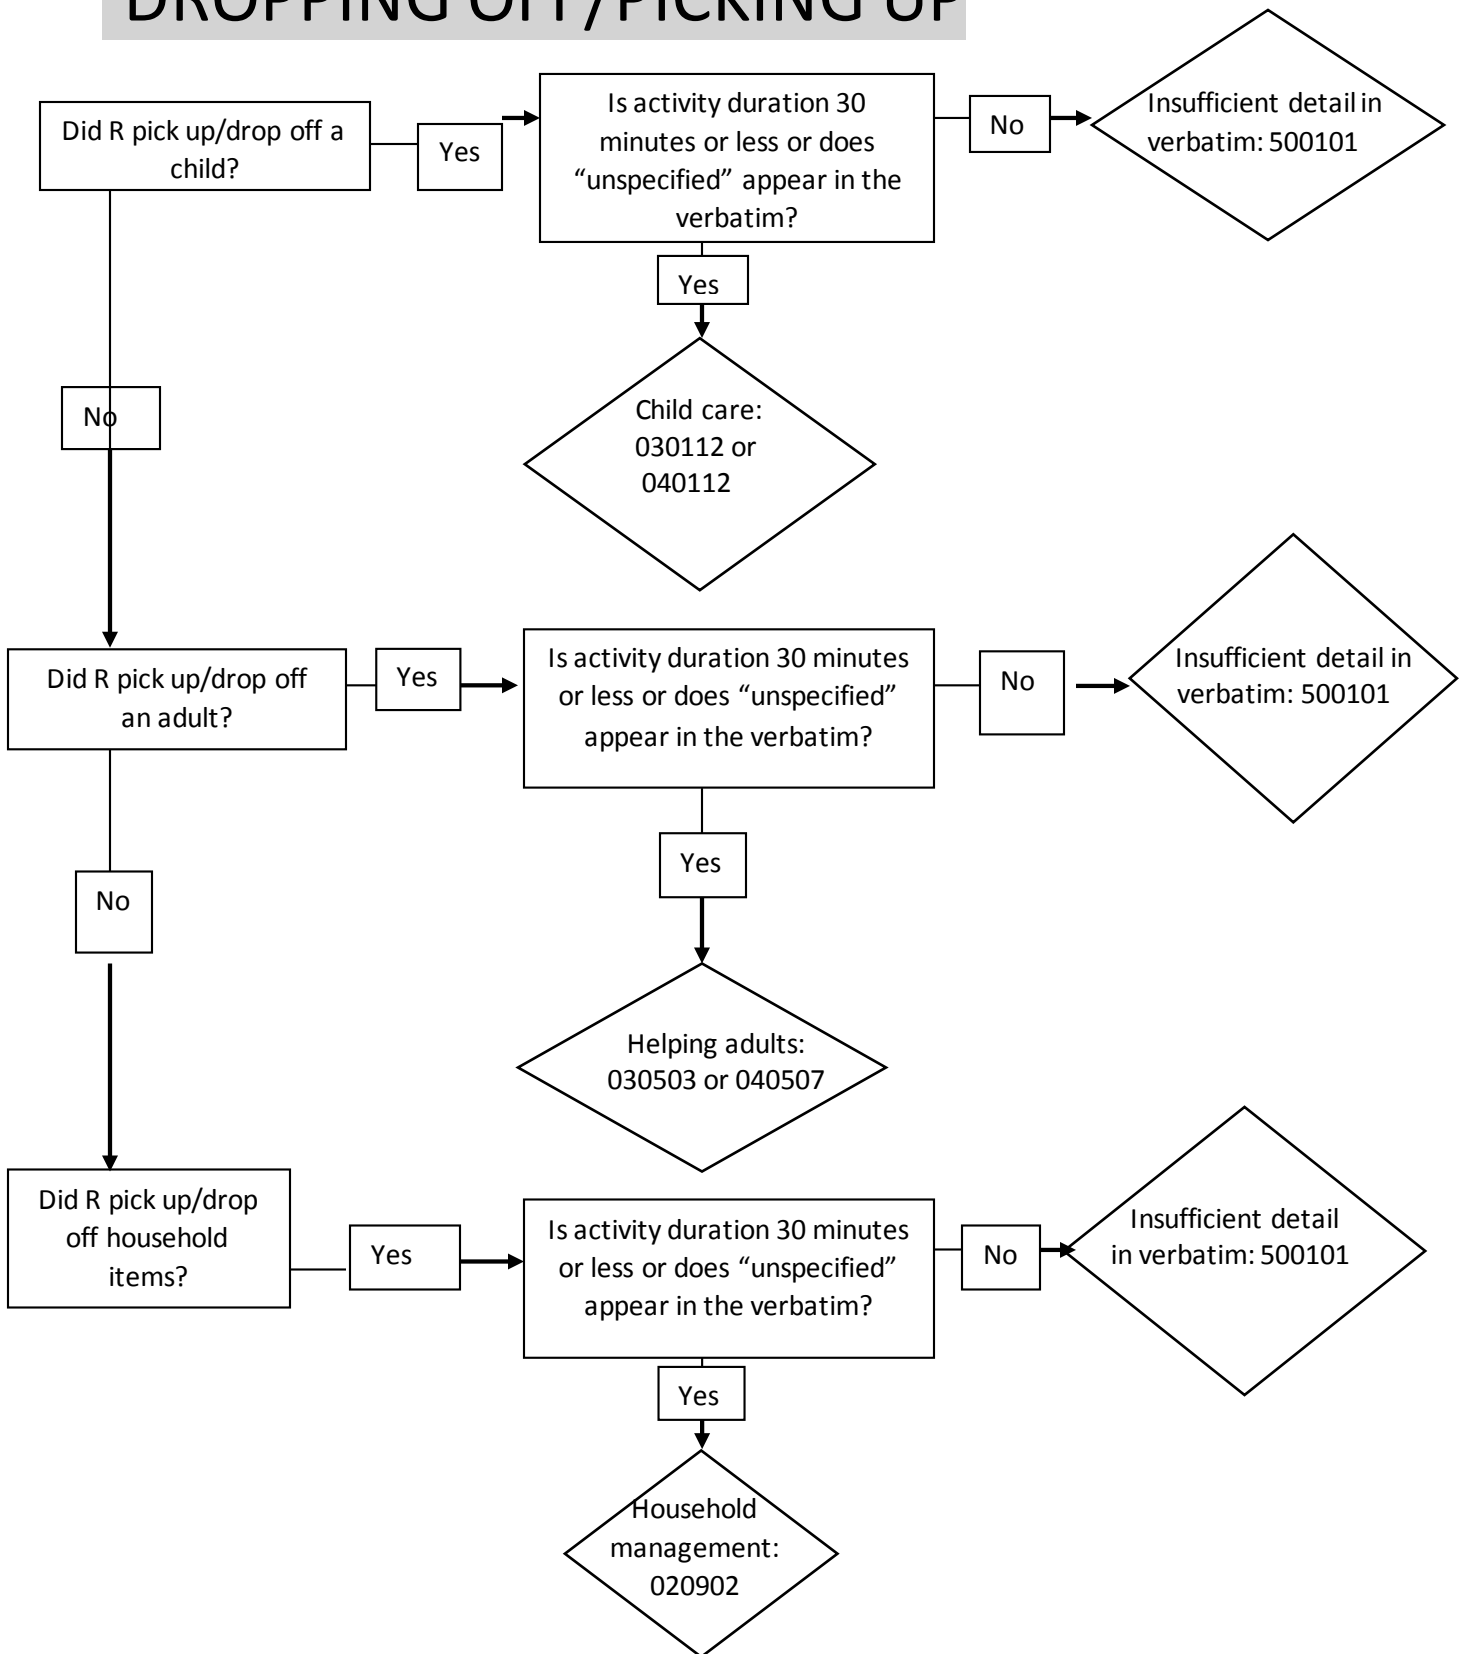 DROPPING OFF/PICKING UP
Did R pick up/drop off a
child?
Yes
Is activity duration 30
minutes or less or does
“unspecified” appear in the
verbatim?
No
Insufficient detail in
verbatim: 500101
Yes
Child care:
030112 or
040112
No
Did R pick up/drop off
an adult?
Yes
Is activity duration 30 minutes
or less or does “unspecified”
appear in the verbatim?
No
Insufficient detail in
verbatim: 500101
Yes
Helping adults:
030503 or 040507
No
Did R pick up/drop
off household
items?
Yes
Is activity duration 30 minutes
or less or does “unspecified”
appear in the verbatim?
No
Insufficient detail
in verbatim: 500101
Yes
Household
management:
020902